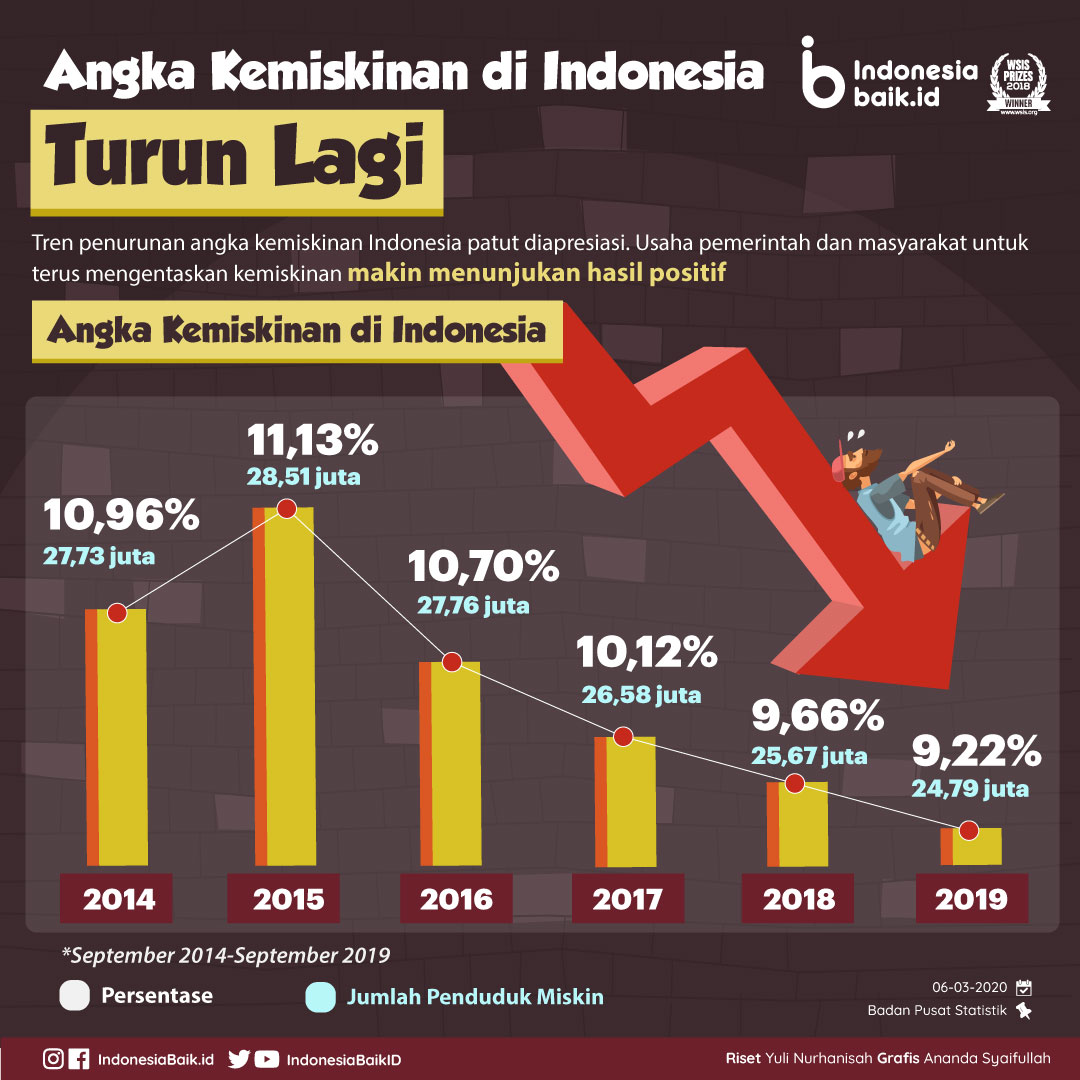 Angka Kemiskinan di Indonesia
Turun Lagi
Indonesia
baik.id
WSIS
PRIZES
2018
WINNER
www.wsis.org
Tren penurunan angka kemiskinan Indonesia patut diapresiasi. Usaha pemerintah dan masyarakat untuk
terus mengentaskan kemiskinan makin menunjukan hasil positif
Angka Kemiskinan di Indonesia
10,96%
27,73 juta
11,13%
28,51 juta
10,70%
27,76 juta
10,12%
26,58 juta
9,66%
25,67 juta
9,22%
24,79 juta
2014 2015 2016 2017 2018 2019
*September 2014-September 2019
Persentase Jumlah Penduduk Miskin
06-03-2020
Badan Pusat Statistik
IndonesiaBaik.id IndonesiaBaikID
Riset Yuli Nurhanisah Grafis Ananda Syaifullah